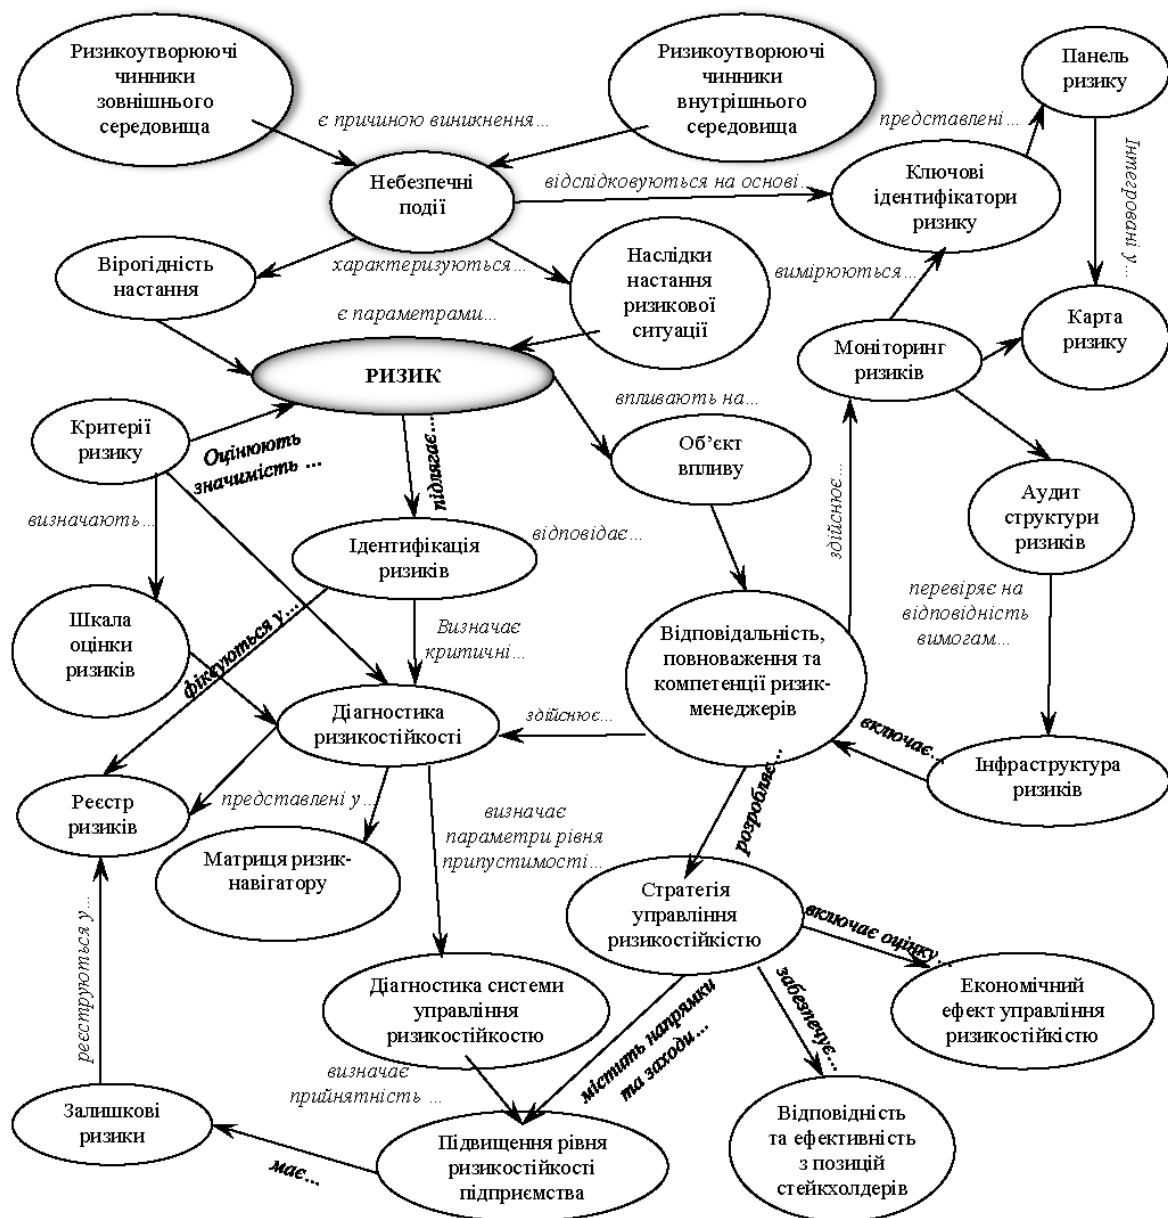 Ризикоутворюючі
чинники
зовнішнього
середовища
Ризикоутворюючі
чинники
внутрішнього
середовища
Панель
ризику
є причиною виникнення...
представлені...
Інтегровані у...
Небезпечні
події
відслідковуються на основі...
Ключові
ідентифікатори
ризику
Вірогідність
настання
характеризуються...
Наслідки
настання
ризикової
ситуації
вимірюються...
є параметрами...
Карта
ризику
Моніторинг
ризиків
РИЗИК
впливають на...
Критерії
ризику
Оцінюють
значимість ...
підлягає...
Об’єкт
впливу
визначають...
Ідентифікація
ризиків
відповідає...
здійснює...
Аудит
структури
ризиків
перевіряє на
відповідність
вимогам...
Шкала
оцінки
ризиків
фіксуються у...
Визначає
критичні...
Відповідальність,
повноваження та
компетенції ризик-
менеджерів
Діагностика
ризикостійкості
здійснює...
включає...
Інфраструктура
ризиків
Реєстр
ризиків
представлені у...
визначає
параметри рівня
припустимості...
розробляє...
Матриця ризик-
навігатору
Стратегія
управління
ризикостійкістю
включає оцінку...
реєструються у...
Діагностика системи
управління
ризикостійкостю
містить напрямки
та заходи...
забезпечує...
Економічний
ефект управління
ризикостійкістю
визначає
прийнятність ...
Залишкові
ризики
має...
Підвищення рівня
ризикостійкості
підприємства
Відповідність
та ефективність
з позицій
стейкхолдерів